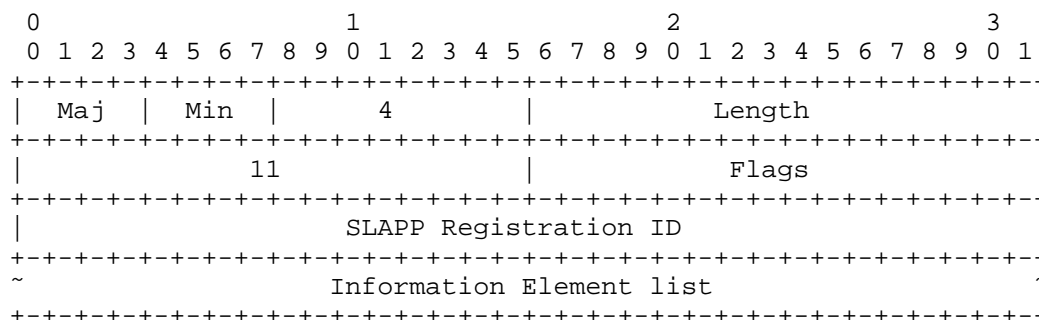 0                   1                   2                   3
 0 1 2 3 4 5 6 7 8 9 0 1 2 3 4 5 6 7 8 9 0 1 2 3 4 5 6 7 8 9 0 1
+-+-+-+-+-+-+-+-+-+-+-+-+-+-+-+-+-+-+-+-+-+-+-+-+-+-+-+-+-+-+-+-
|  Maj  |  Min  |      4        |           Length
+-+-+-+-+-+-+-+-+-+-+-+-+-+-+-+-+-+-+-+-+-+-+-+-+-+-+-+-+-+-+-+-
|              11               |            Flags
+-+-+-+-+-+-+-+-+-+-+-+-+-+-+-+-+-+-+-+-+-+-+-+-+-+-+-+-+-+-+-+-
|                    SLAPP Registration ID
+-+-+-+-+-+-+-+-+-+-+-+-+-+-+-+-+-+-+-+-+-+-+-+-+-+-+-+-+-+-+-+-
~                   Information Element list                    ~
+-+-+-+-+-+-+-+-+-+-+-+-+-+-+-+-+-+-+-+-+-+-+-+-+-+-+-+-+-+-+-+-